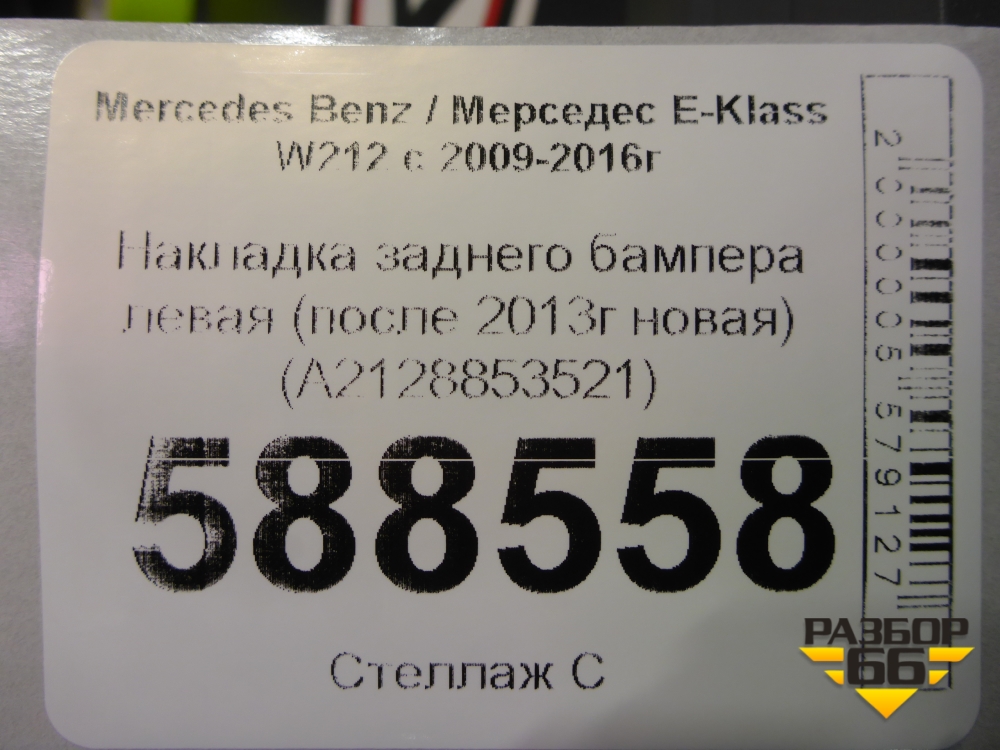 Mercedes Benz / Мерседес E-Klass
W212 с 2009-2016г
Накладка заднего бампера
левая (после 2013г новая)
(A2128853521)
588558
Стеллаж С
2000005579127
РАЗБОР
66